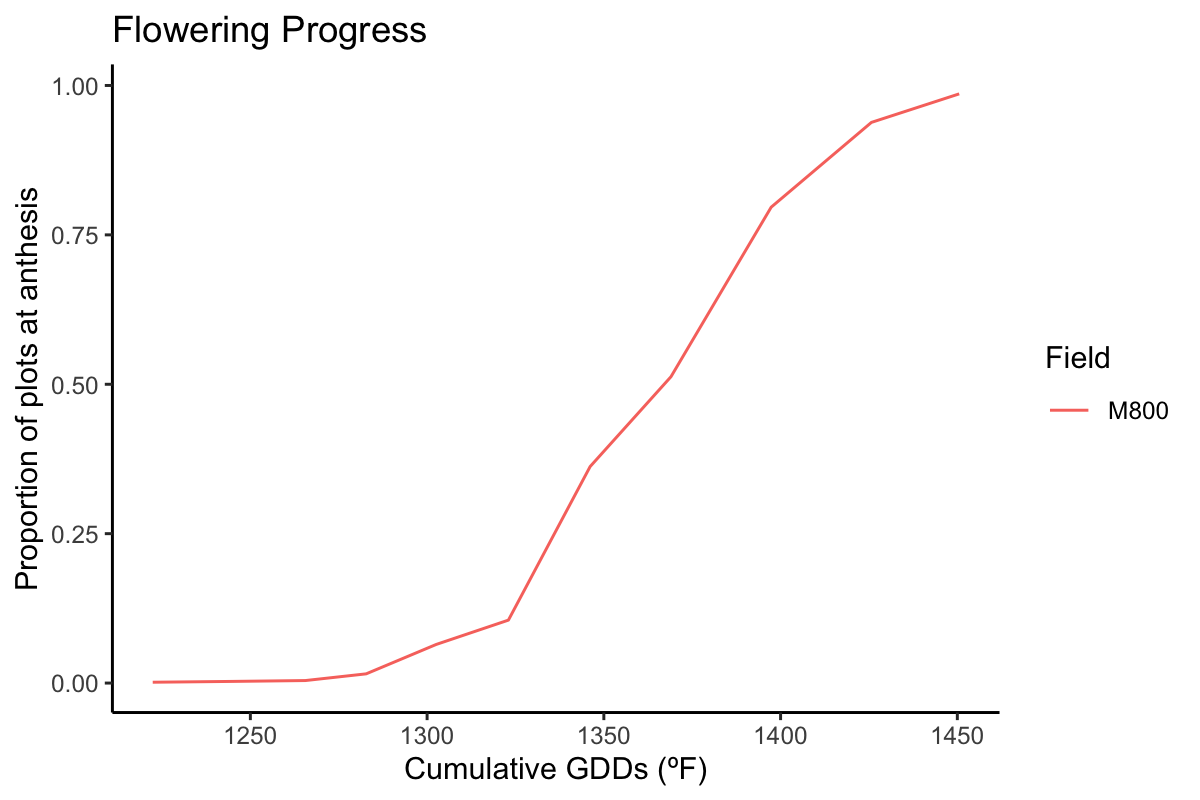 Flowering Progress
1.00
0.75
0.50
0.25
0.00
Proportion of plots at anthesis
1250 1300 1350 1400 1450
Cumulative GDDs (ºF)
Field
M800